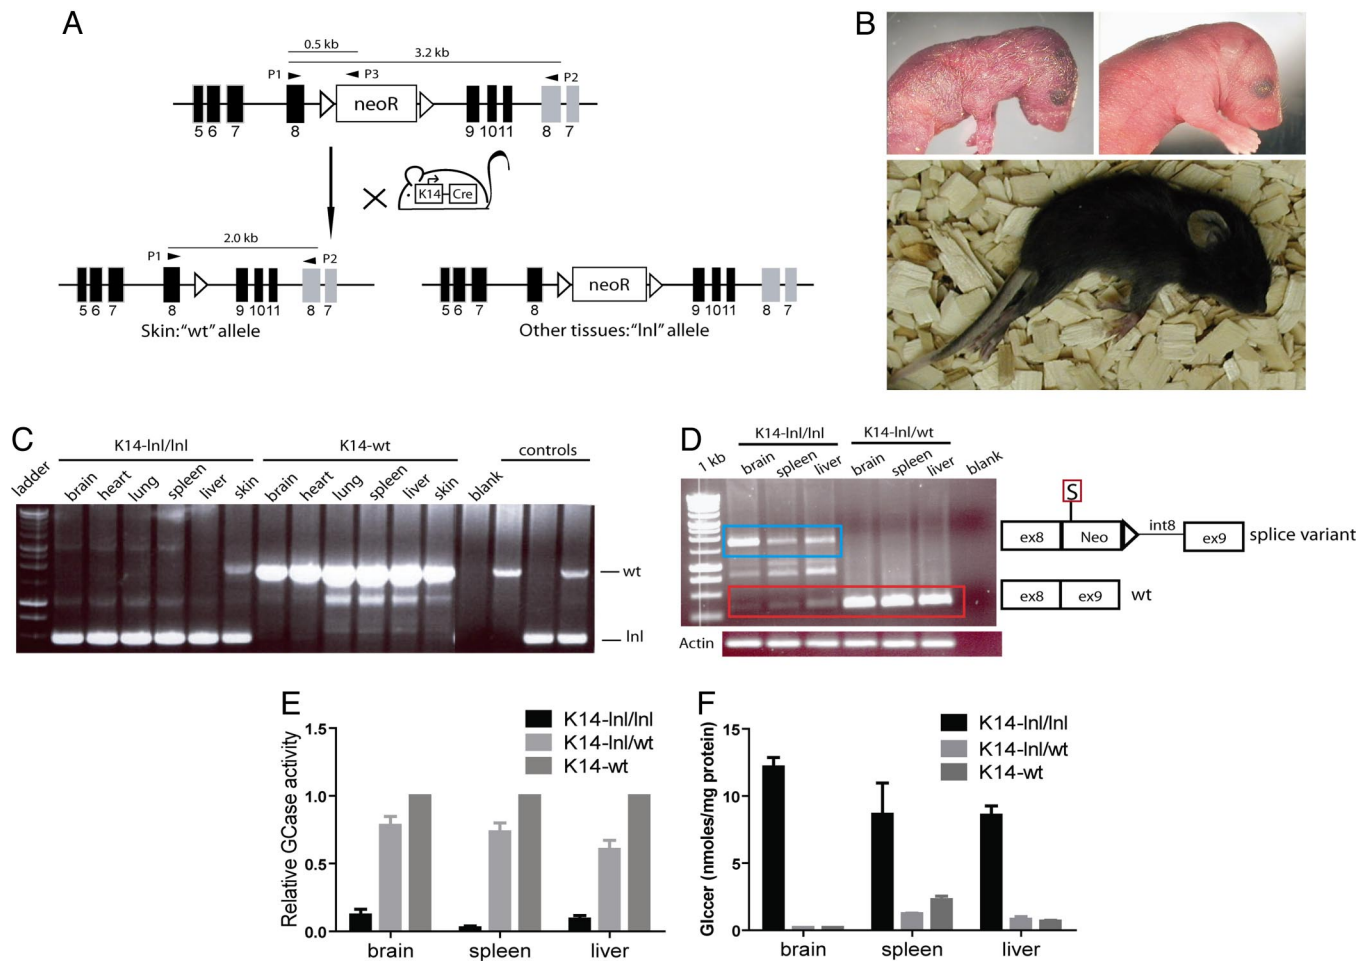 A
0.5 kb
3.2 kb
P1
P3
P2
neoR
5 6 7 8 9 10 11 8 7
K14 Cre
2.0 kb
P1
P2
5 6 7 8 9 10 11 8 7
neoR
5 6 7 8 9 10 11 8 7
Skin:“wt” allele
Other tissues:“lnl” allele
B
C
K14-lnl/lnl
K14-wt
controls
ladder brain heart lung spleen liver skin brain heart lung spleen liver skin blank
wt
lnl
D
K14-lnl/lnl
K14-lnl/wt
1 kb brain spleen liver brain spleen liver blank
Actin
S
ex8 Neo int8 ex9 splice variant
ex8 ex9 wt
E
Relative GCase activity
1.5
1.0
0.5
0.0
K14-lnl/lnl
K14-lnl/wt
K14-wt
brain spleen liver
F
Glccer (nmoles/mg protein)
15
10
5
0
K14-lnl/lnl
K14-lnl/wt
K14-wt
brain spleen liver